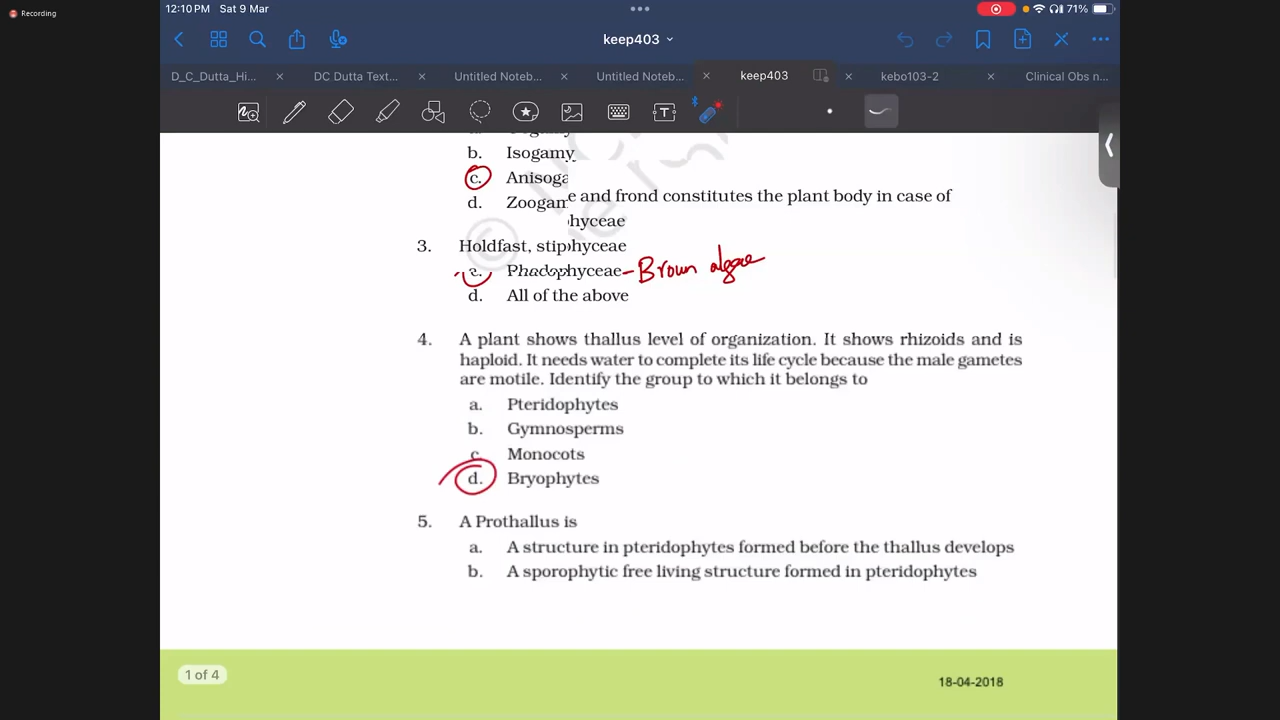 Recording
12:10 PM Sat 9 Mar
71%
keep403
D_C_Dutta_Hi...
DC Dutta Text...
Untitled Noteb...
Untitled Noteb...
keep403
kebo103-2
Clinical Obs n...
b. Isogamy
c. Anisoga
d. Zoogam
e and frond constitutes the plant body in case of
hyceae
3. Holdfast, stiphyceae
Phaeophyceae - Brown algae
d. All of the above
4. A plant shows thallus level of organization. It shows rhizoids and is
haploid. It needs water to complete its life cycle because the male gametes
are motile. Identify the group to which it belongs to
a. Pteridophytes
b. Gymnosperms
c. Monocots
d. Bryophytes
5. A Prothallus is
a. A structure in pteridophytes formed before the thallus develops
b. A sporophytic free living structure formed in pteridophytes
1 of 4
18-04-2018